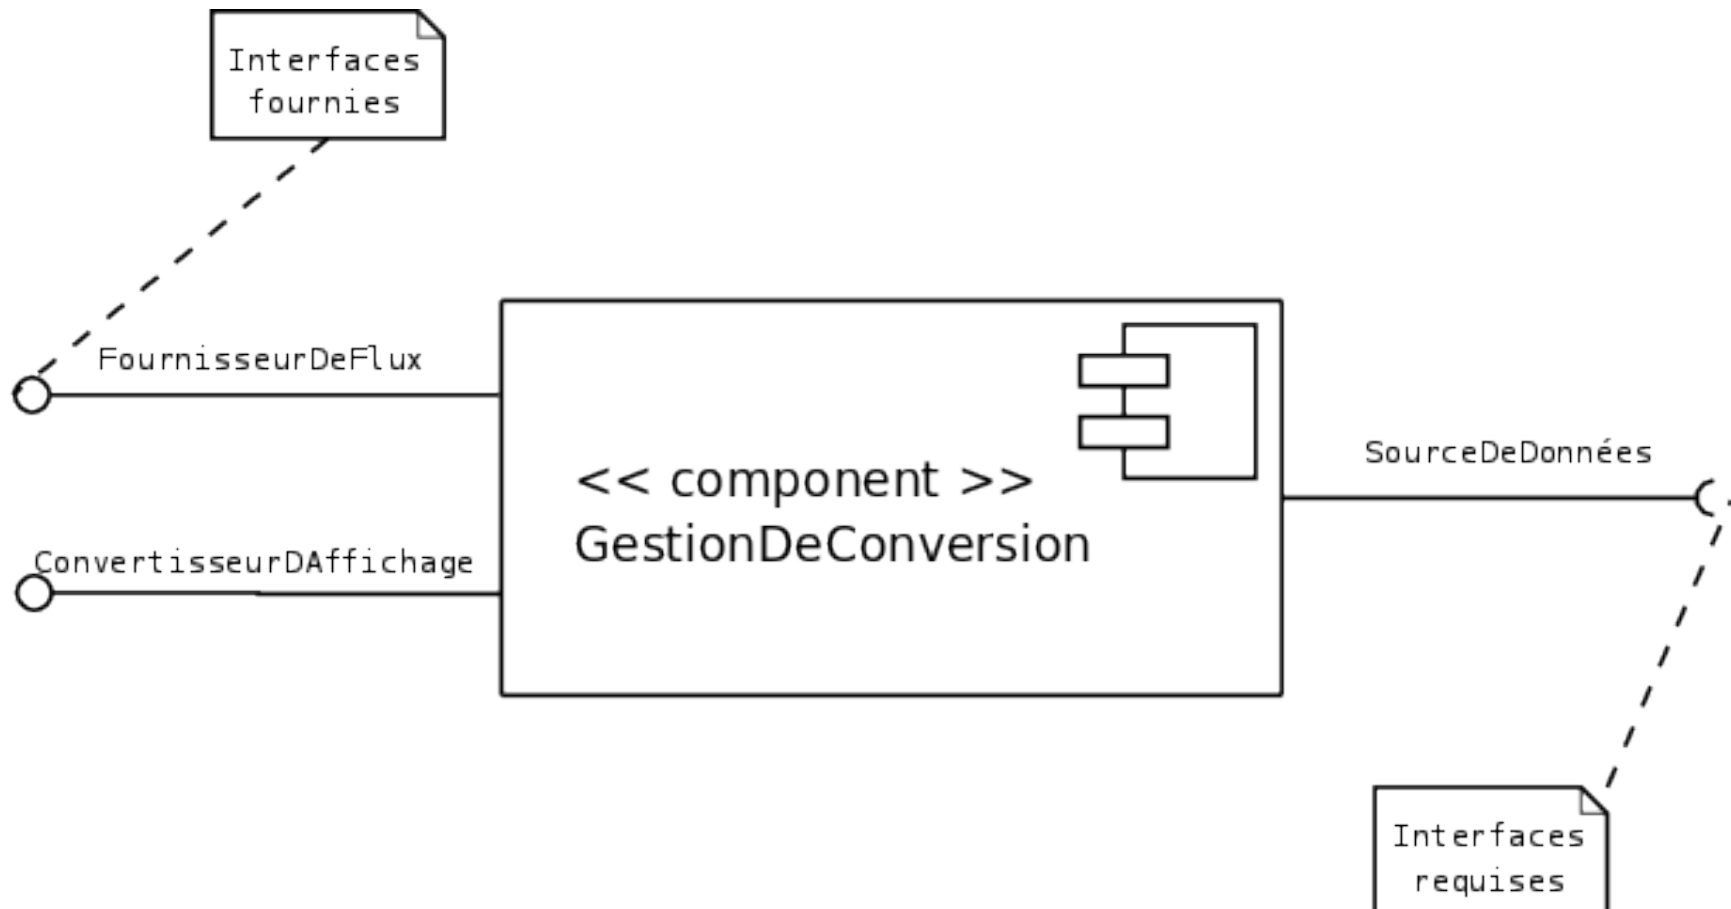 Interfaces
fournies
FournisseurDeFlux
SourceDeDonnées
<< component >>
GestionDeConversion
ConvertisseurDAffichage
Interfaces
requises